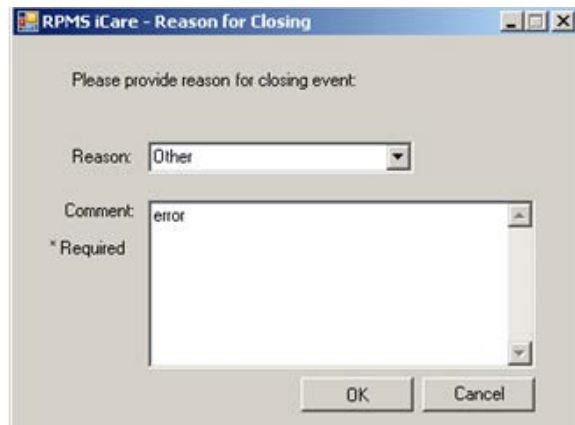 RPMS iCare - Reason for Closing
Please provide reason for closing event:
Reason: Other
Comment: error
* Required
OK Cancel